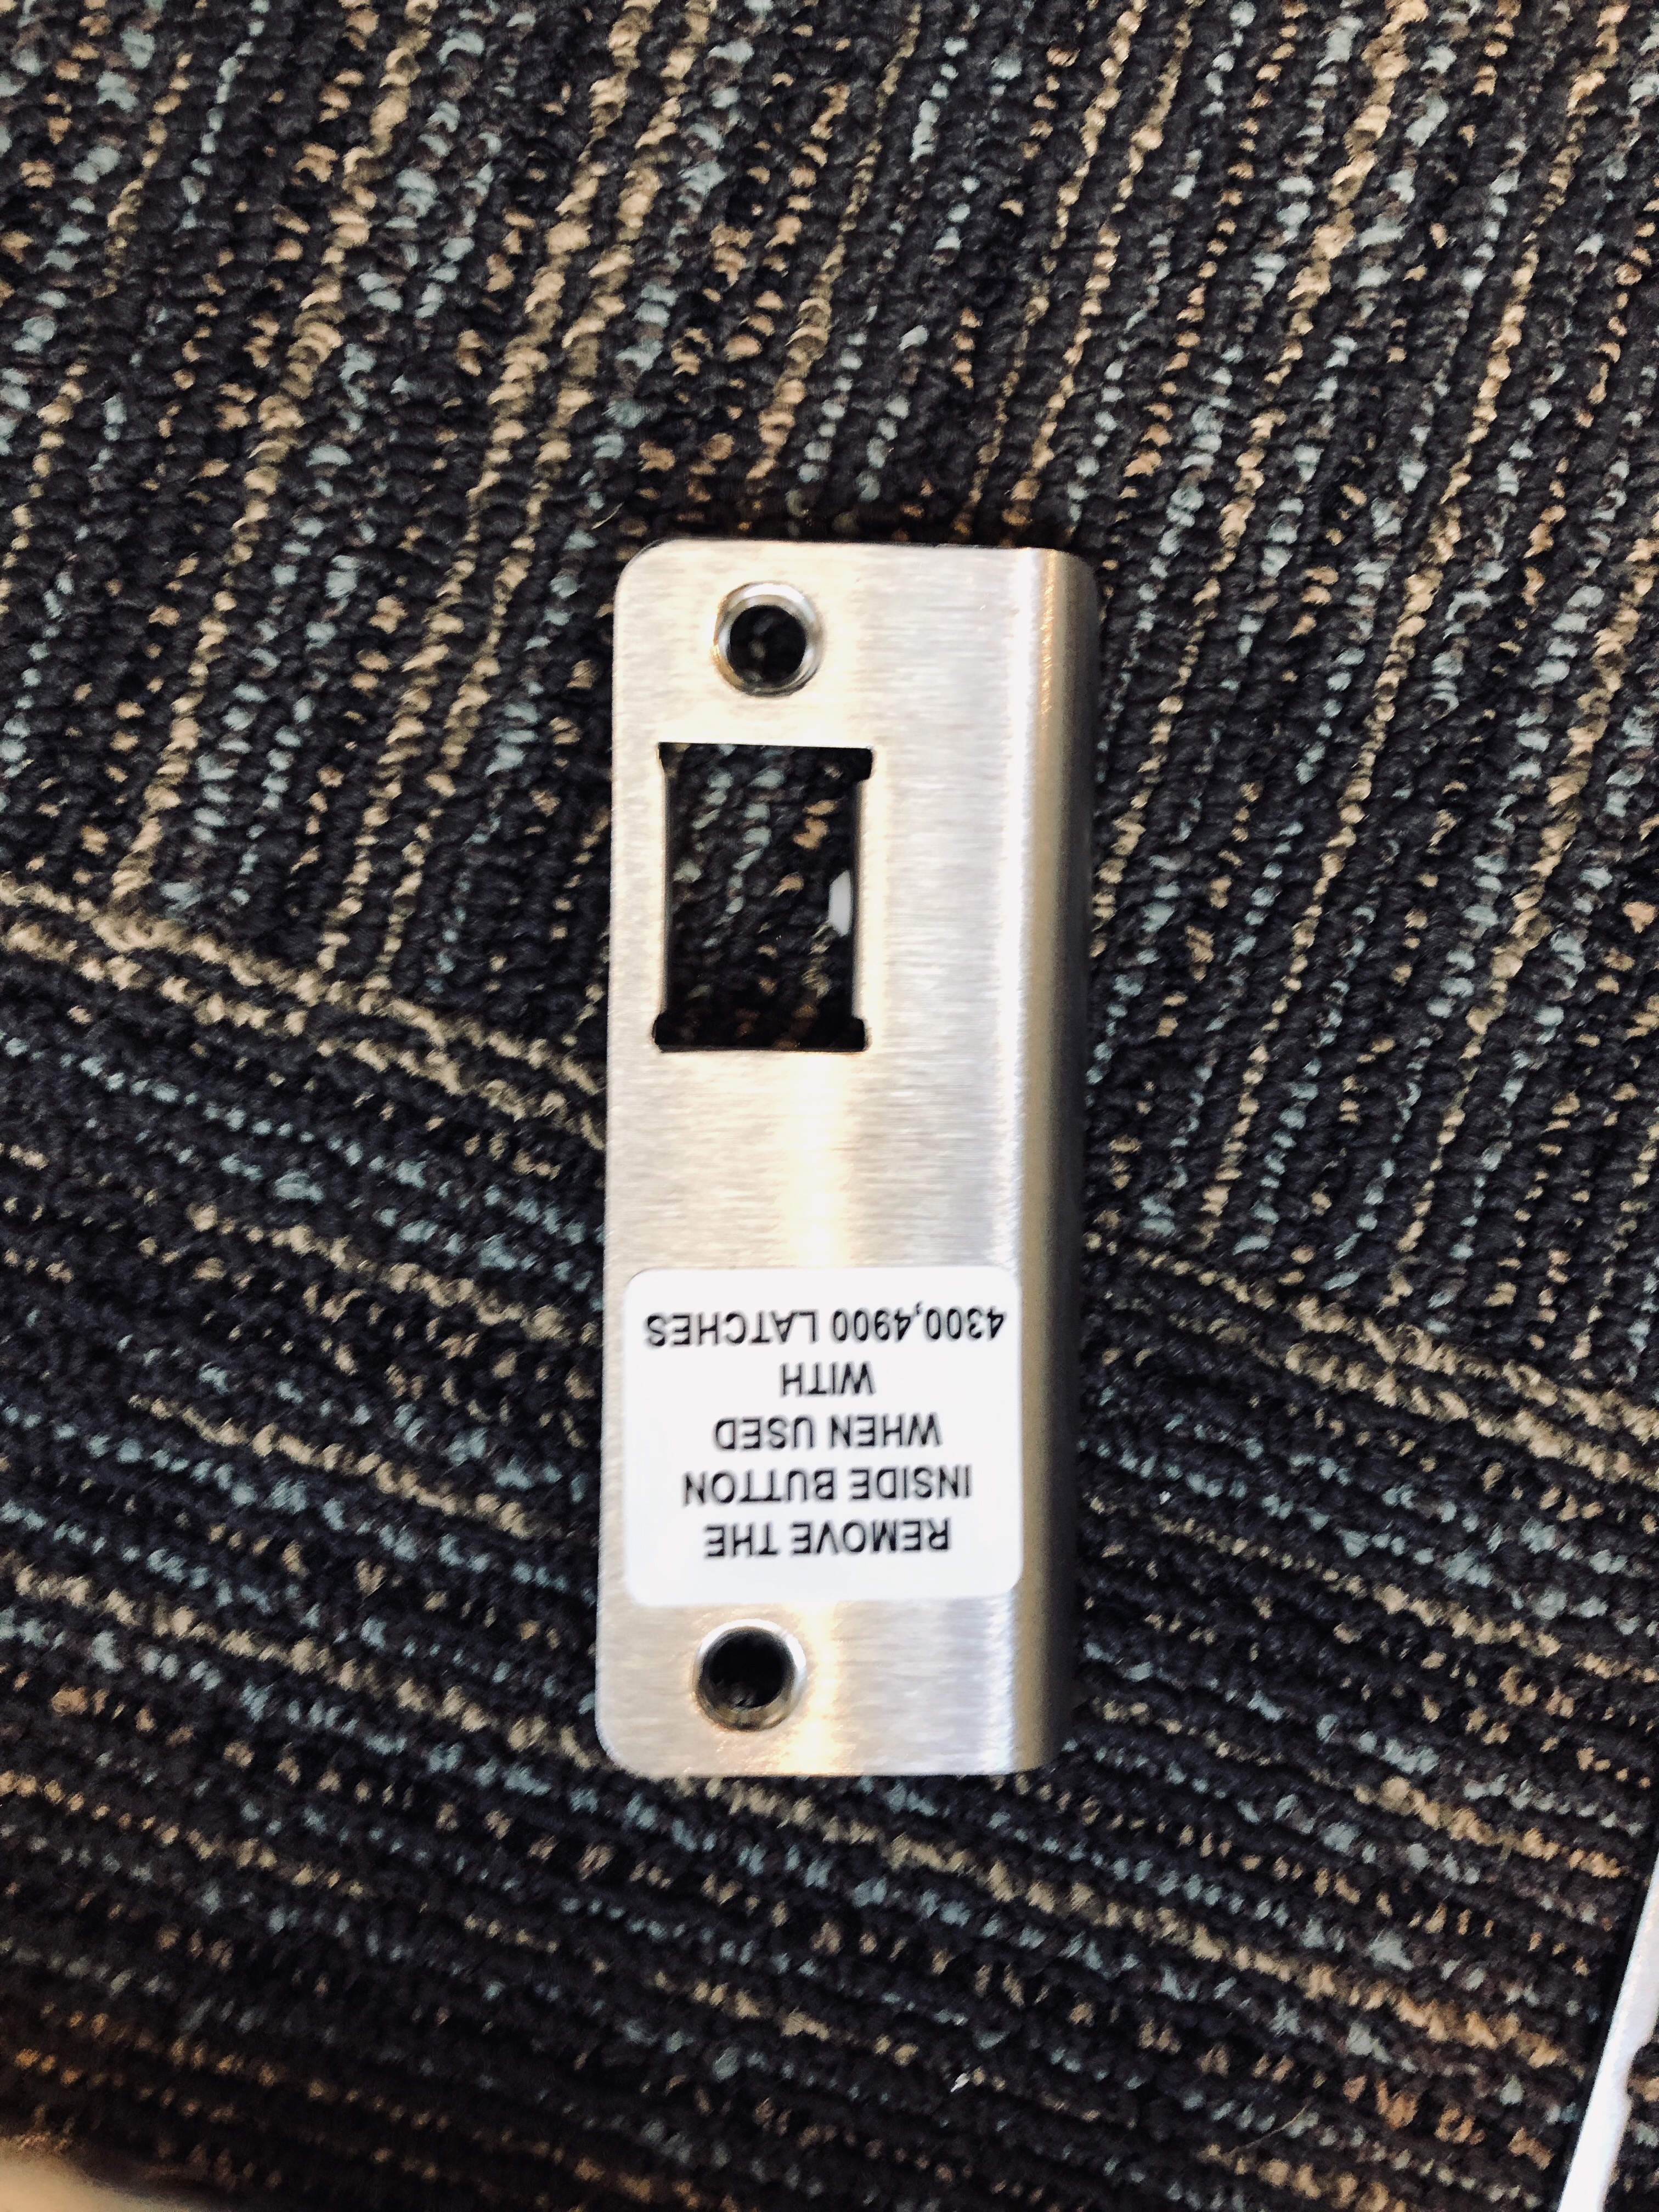 REMOVE THE
INSIDE BUTTON
WHEN USED
WITH
4300,4900 LATCHES